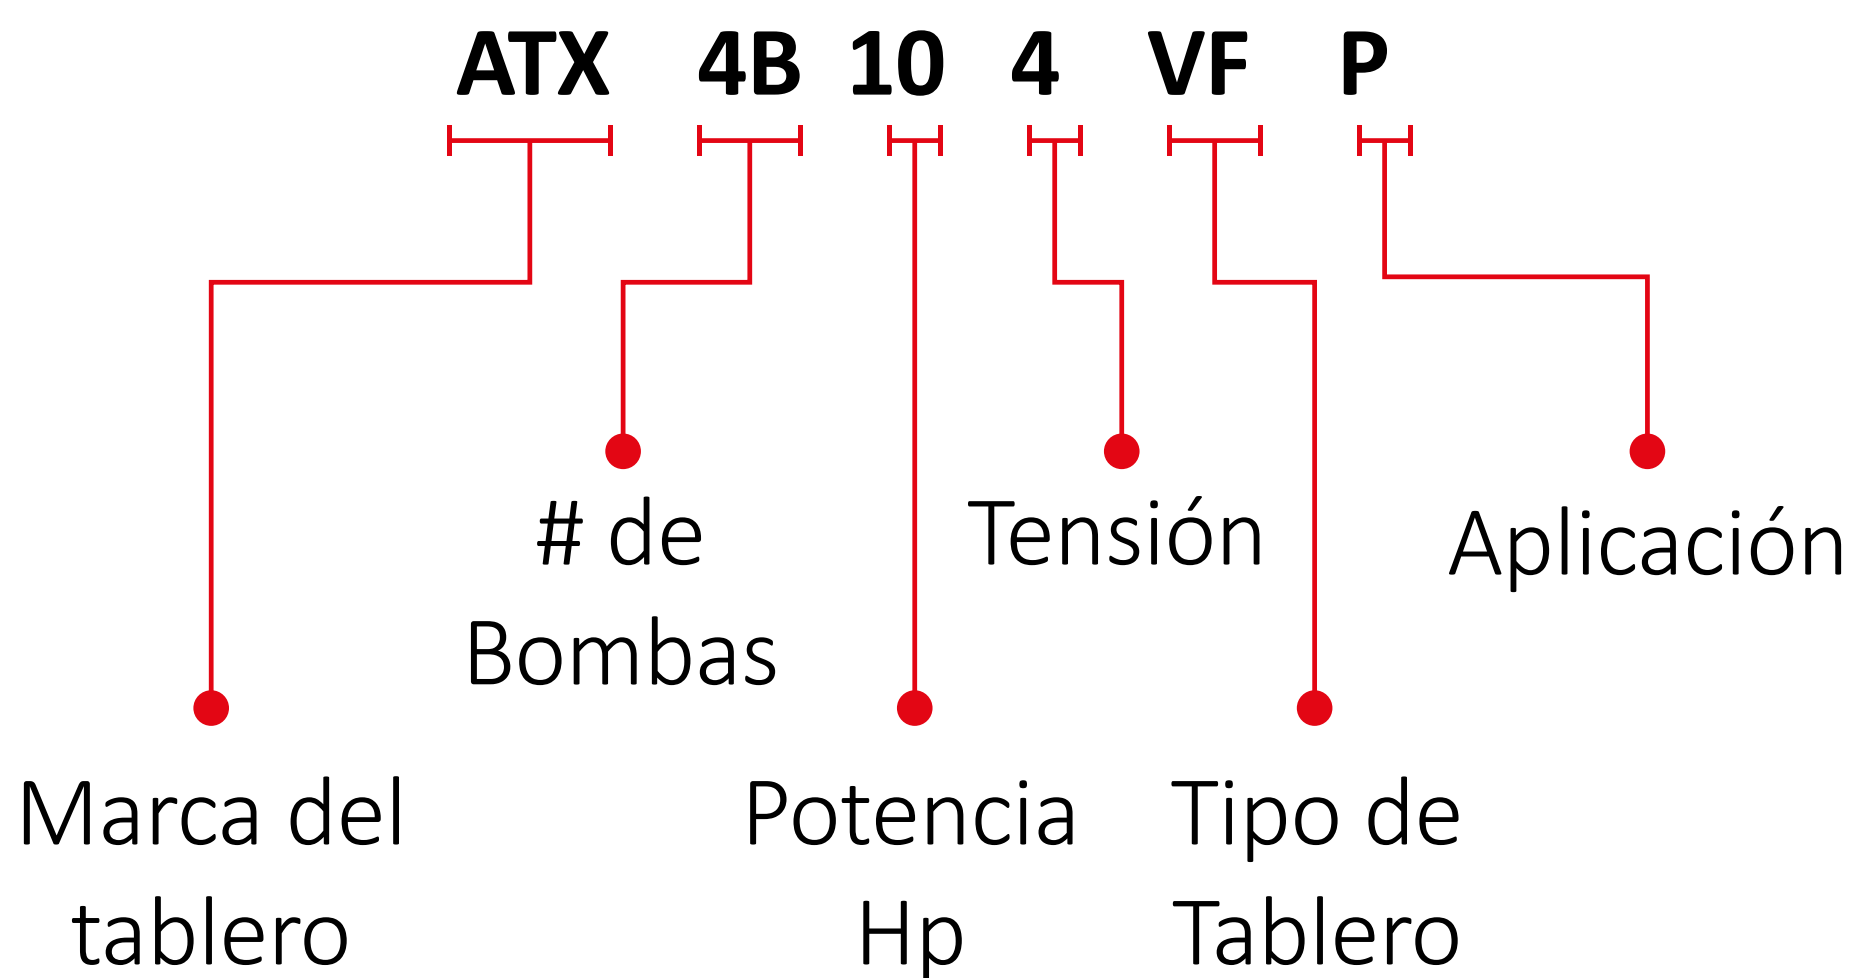 ATX 4B 10 4 VF P
# de
Bombas
Tensión
Aplicación
Marca del
tablero
Potencia
Hp
Tipo de
Tablero